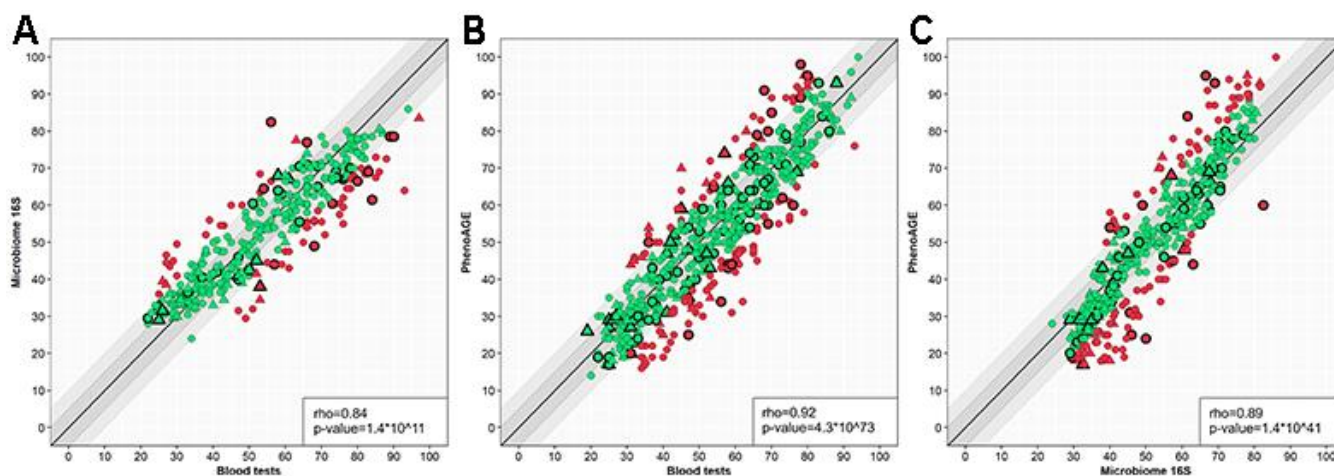 A
B
C
Microbiome 16S
100
90
80
70
60
50
40
30
20
10
0
rho=0.84
p-value=1.4*10^11
0 10 20 30 40 50 60 70 80 90 100
Blood tests
PhenoAGE
100
90
80
70
60
50
40
30
20
10
0
rho=0.92
p-value=4.3*10^73
0 10 20 30 40 50 60 70 80 90 100
Blood tests
PhenoAGE
100
90
80
70
60
50
40
30
20
10
0
rho=0.89
p-value=1.4*10^41
0 10 20 30 40 50 60 70 80 90 100
Microbiome 16S